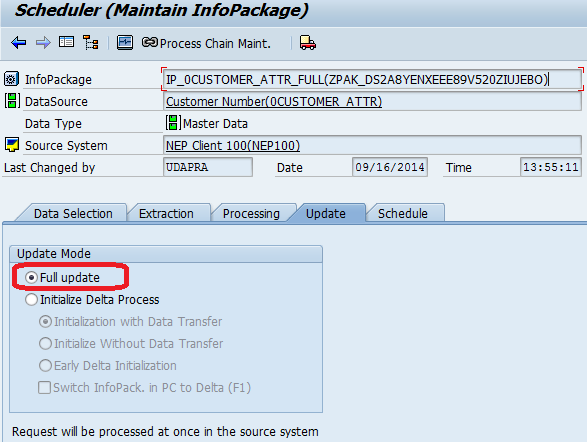 Scheduler (Maintain InfoPackage)
Process Chain Maint.
InfoPackage IP_0CUSTOMER_ATTR_FULL(ZPAK_DS2A8YENXEEE89V520ZIUJEBO)
DataSource Customer Number(0CUSTOMER_ATTR)
Data Type Master Data
Source System NEP Client 100(NEP100)
Last Changed by UDAPRA Date 09/16/2014 Time 13:55:11
Data Selection Extraction Processing Update Schedule
Update Mode
Full update
Initialize Delta Process
Initialization with Data Transfer
Initialize Without Data Transfer
Early Delta Initialization
Switch InfoPack. in PC to Delta (F1)
Request will be processed at once in the source system